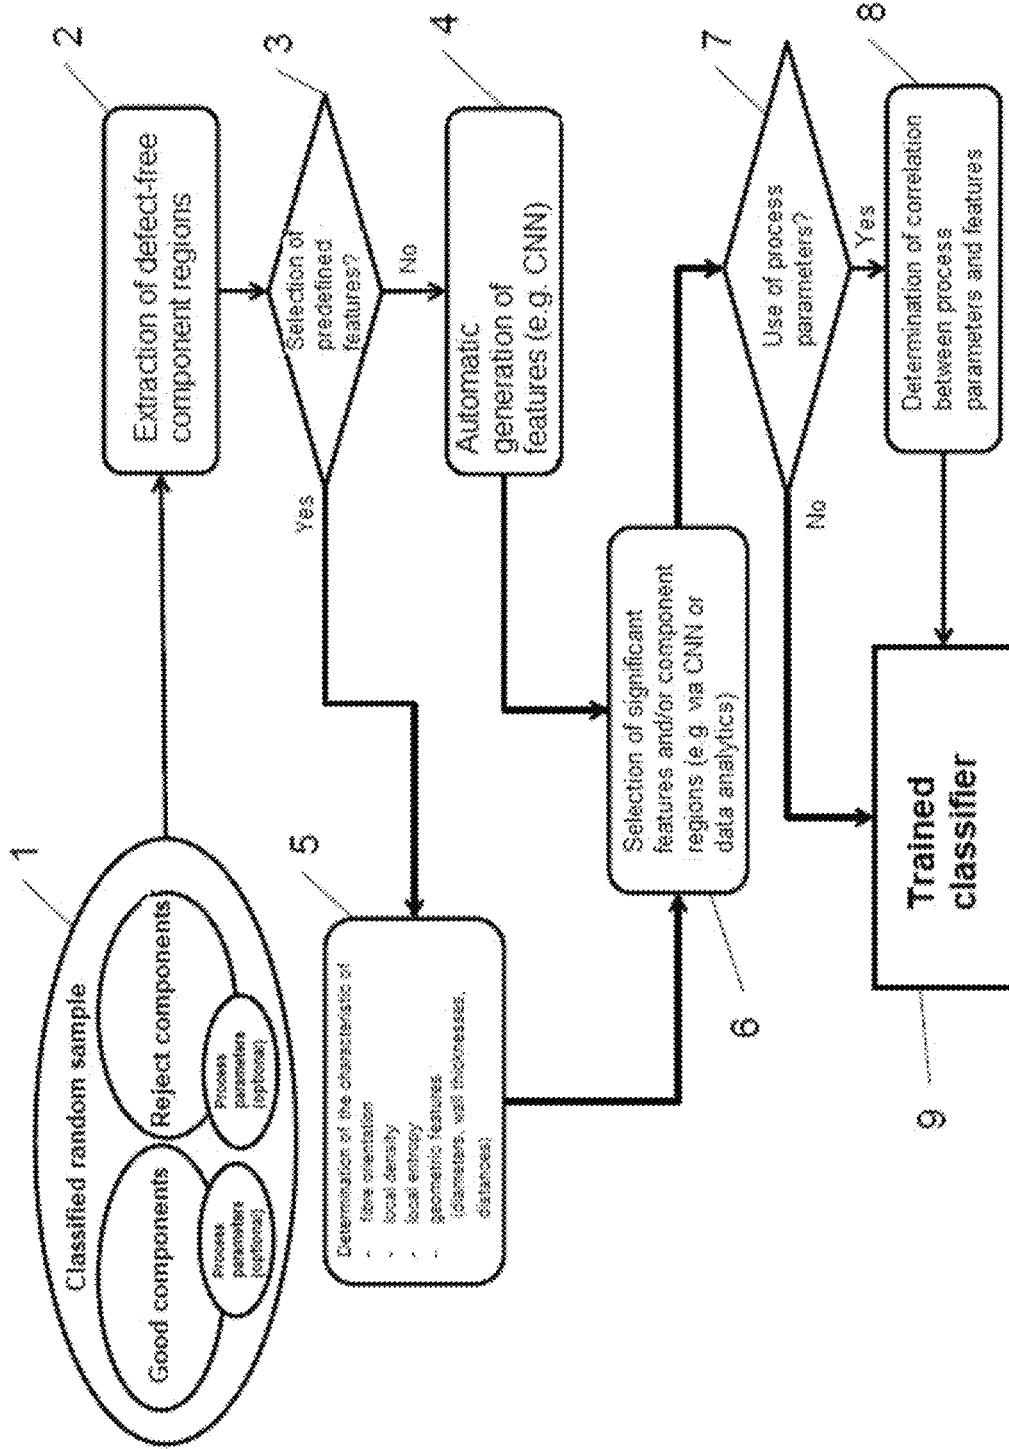 1
Classified random sample
Good components
Process
parameters
(optional)
Reject components
Process
parameters
(optional)
2
Extraction of defect-free
component regions
3
Selection of
predefined
features?
Yes
No
4
Automatic
generation of
features (e.g. CNN)
5
Determination of the characteristic of
- fibre orientation
- local density
- local entropy
- geometric features
(diameters, wall thicknesses,
distances)
6
Selection of significant
features and/or component
regions (e.g. via CNN or
data analytics)
7
Use of process
parameters?
No
Yes
8
Determination of correlation
between process
parameters and features
9
Trained
classifier